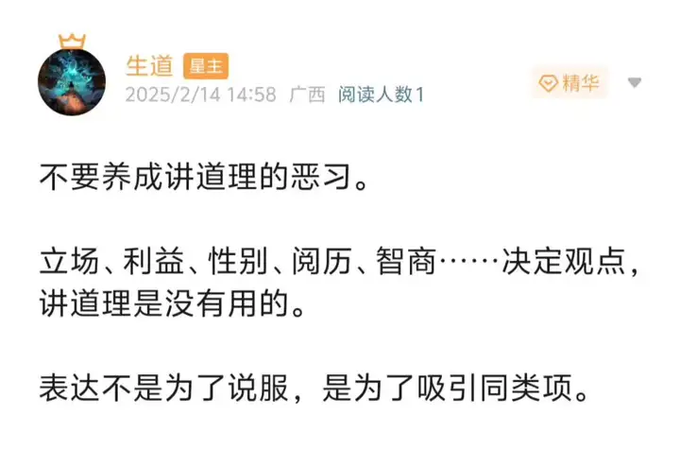 生道 星主
2025/2/14 14:58 广西 阅读人数1
精华
不要养成讲道理的恶习。
立场、利益、性别、阅历、智商……决定观点，
讲道理是没有用的。
表达不是为了说服，是为了吸引同类项。